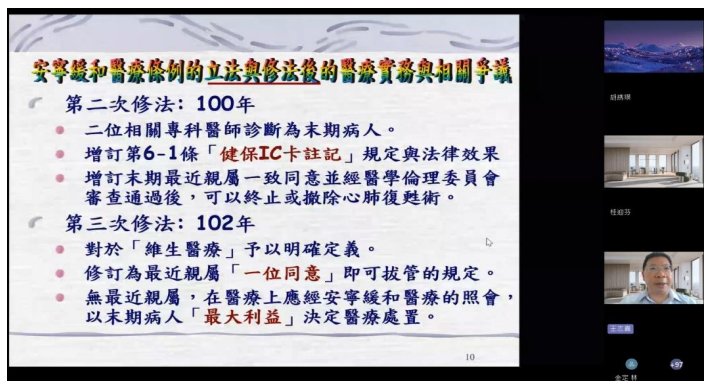 安寧緩和醫療條例的立法與修法後的醫療實務與相關爭議
第二次修法: 100年
二位相關專科醫師診斷為末期病人。
增訂第6-1條「健保IC卡註記」規定與法律效果
增訂末期最近親屬一致同意並經醫學倫理委員會
審查通過後，可以終止或撤除心肺復甦術。
第三次修法: 102年
對於「維生醫療」予以明確定義。
修訂為最近親屬「一位同意」即可拔管的規定。
無最近親屬，在醫療上應經安寧緩和醫療的照會，
以末期病人「最大利益」決定醫療處置。
10
+97
金定 林